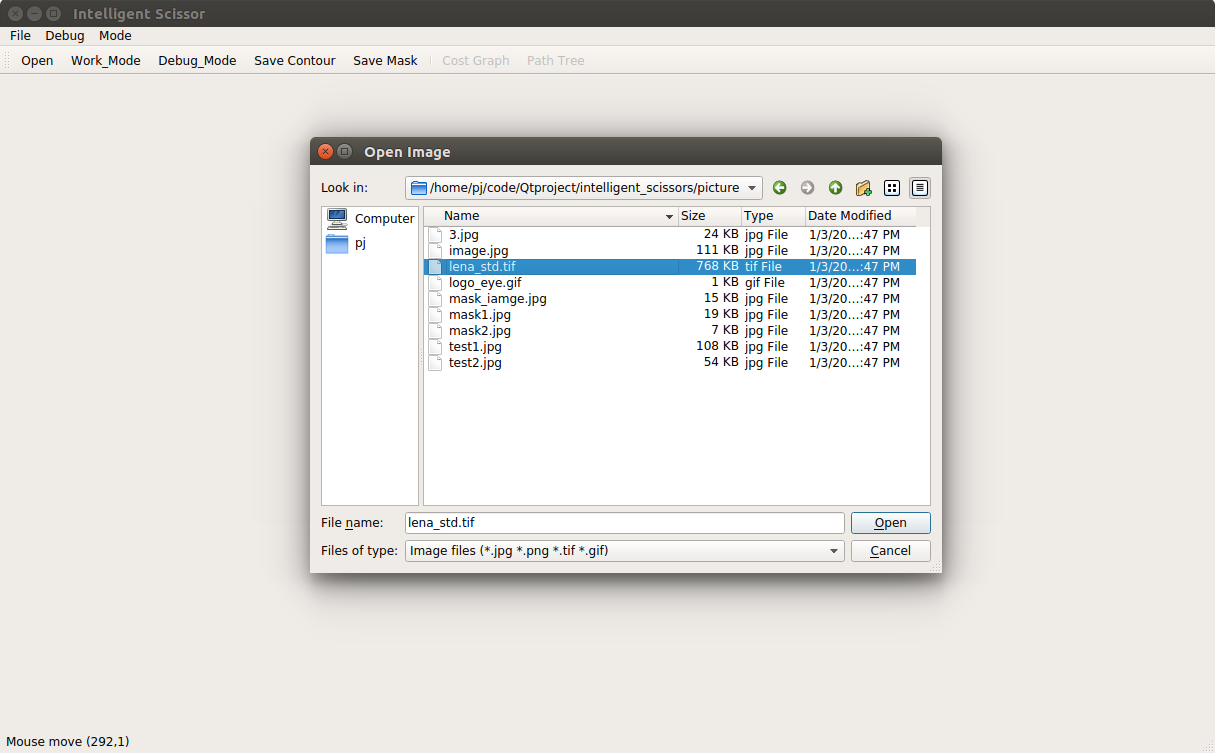 Intelligent Scissor
File Debug Mode
Open Work_Mode Debug_Mode Save Contour Save Mask Cost Graph Path Tree
Open Image
Look in: /home/pj/code/Qtproject/intelligent_scissors/picture
Computer
pj
Name Size Type Date Modified
3.jpg 24 KB jpg File 1/3/20...:47 PM
image.jpg 111 KB jpg File 1/3/20...:47 PM
lena_std.tif 768 KB tif File 1/3/20...:47 PM
logo_eye.gif 1 KB gif File 1/3/20...:47 PM
mask_iamge.jpg 15 KB jpg File 1/3/20...:47 PM
mask1.jpg 19 KB jpg File 1/3/20...:47 PM
mask2.jpg 7 KB jpg File 1/3/20...:47 PM
test1.jpg 108 KB jpg File 1/3/20...:47 PM
test2.jpg 54 KB jpg File 1/3/20...:47 PM
File name: lena_std.tif Open
Files of type: Image files (*.jpg *.png *.tif *.gif) Cancel
Mouse move (292,1)